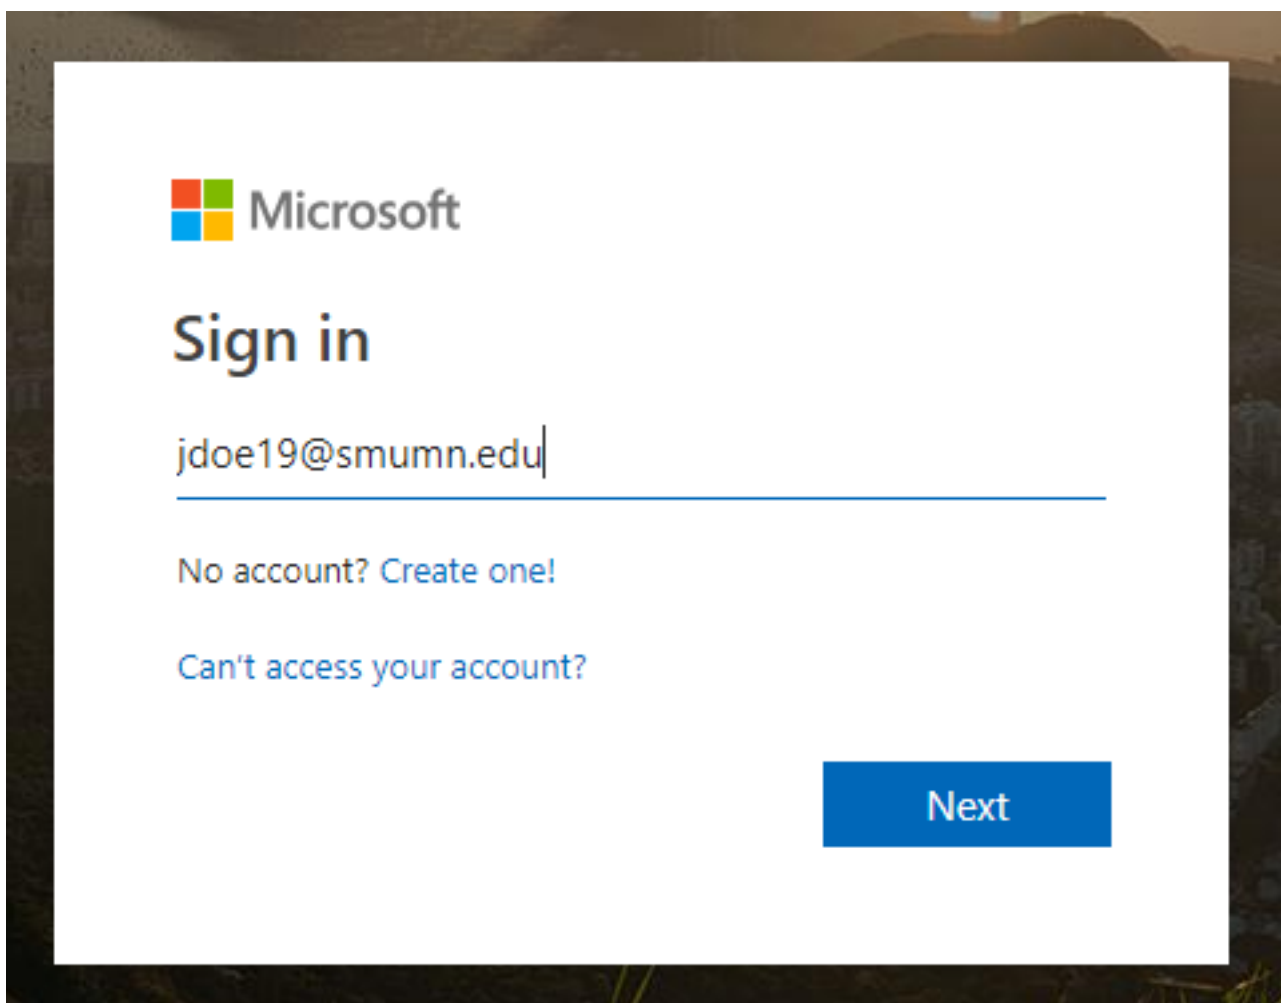 Microsoft
Sign in
jdoe19@smumn.edu
No account? Create one!
Can't access your account?
Next